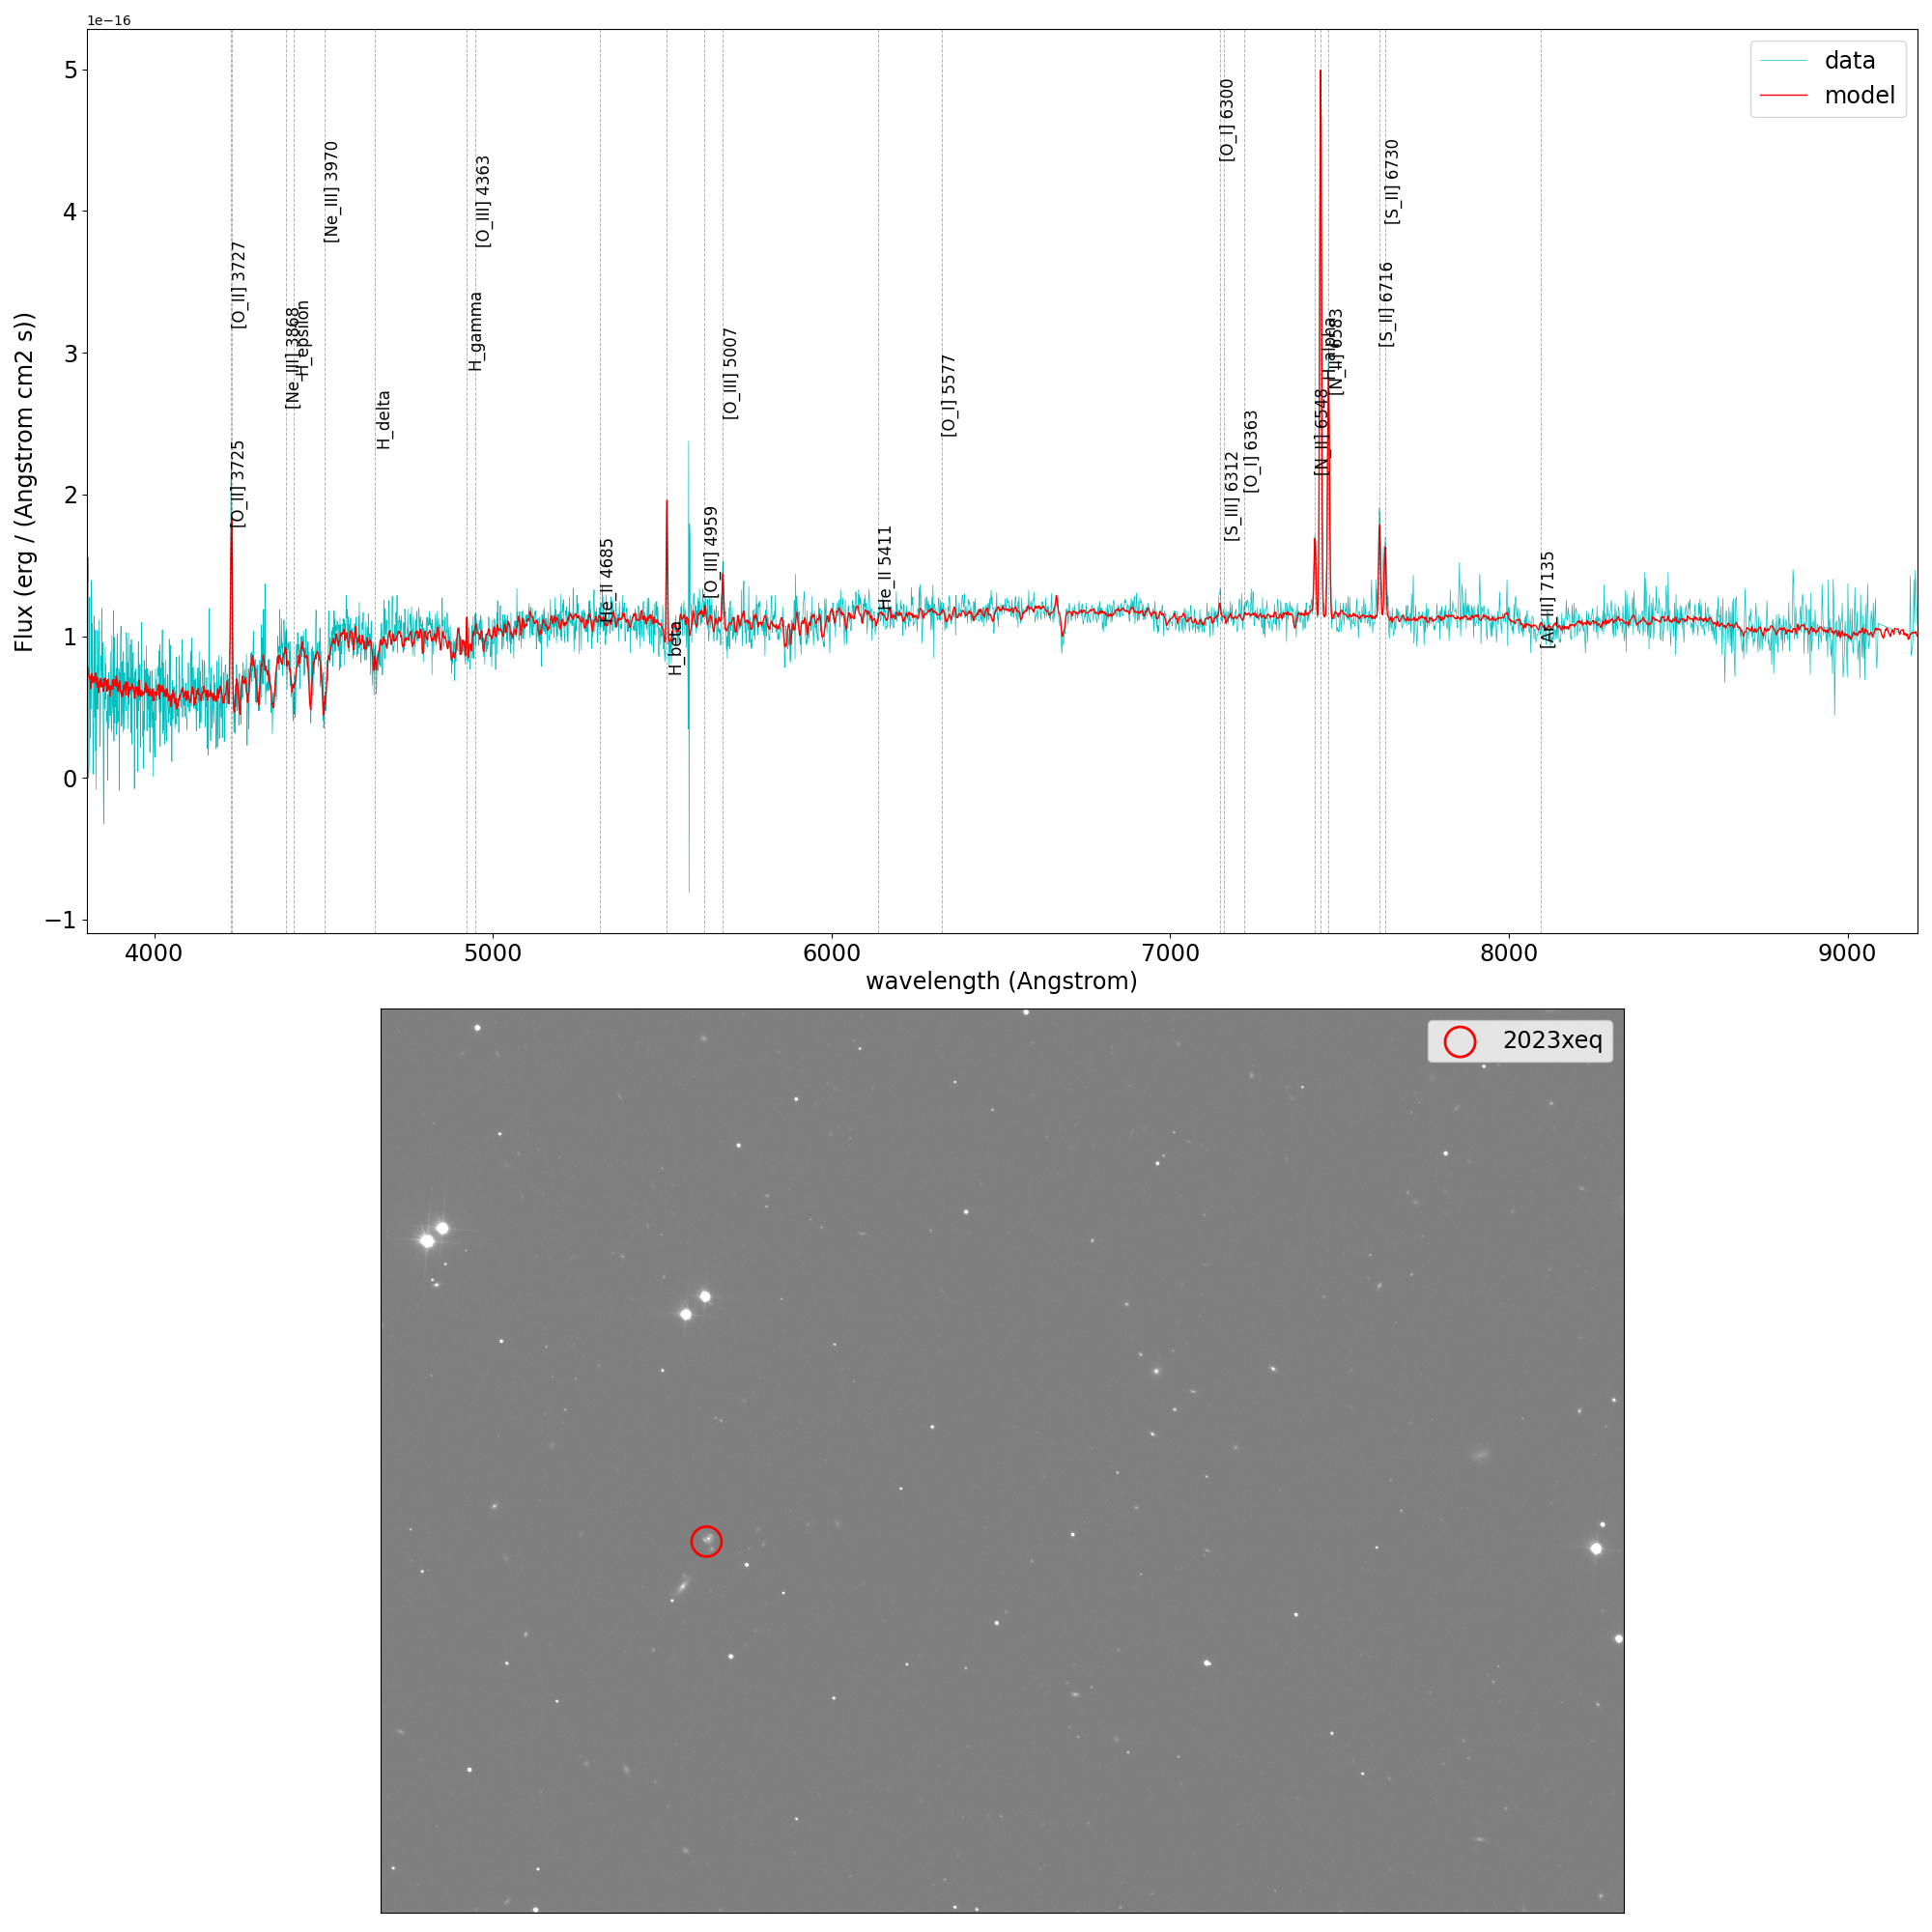 1e−16
data
model
Flux (erg / (Angstrom cm2 s))
5
4
3
2
1
0
−1
[O_II] 3725
[O_II] 3727
[Ne_III] 3868
H_epsilon
[Ne_III] 3970
H_delta
H_gamma
[O_III] 4363
He_II 4685
H_beta
[O_III] 4959
[O_III] 5007
He_II 5411
[O_I] 5577
[O_I] 6300
[S_III] 6312
[O_I] 6363
[N_II] 6548
H_alpha
[N_II] 6583
[S_II] 6716
[S_II] 6730
[Ar_III] 7135
4000
5000
6000
7000
8000
9000
wavelength (Angstrom)
2023xeq